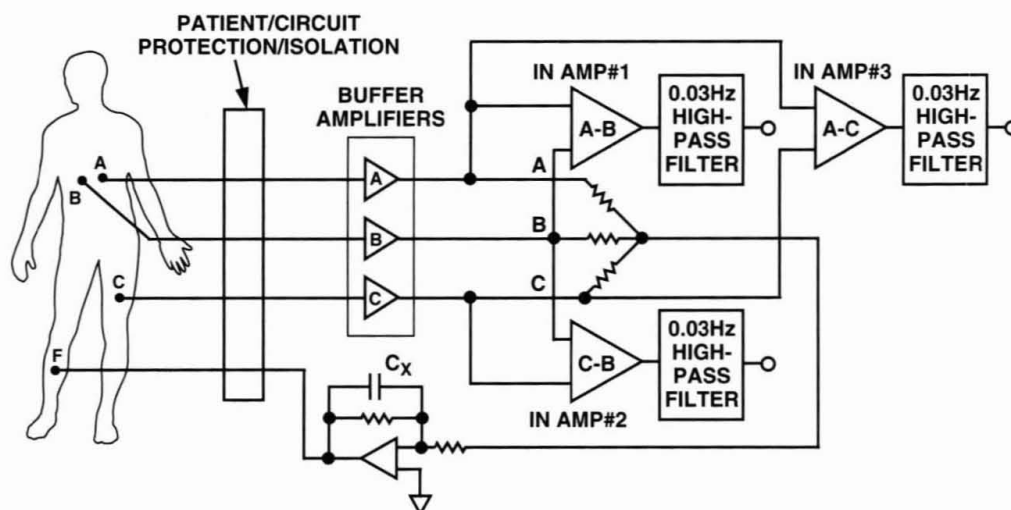 PATIENT/CIRCUIT
PROTECTION/ISOLATION
BUFFER
AMPLIFIERS
IN AMP#1
A-B
0.03Hz
HIGH-
PASS
FILTER
IN AMP#3
A-C
0.03Hz
HIGH-
PASS
FILTER
A
B
C
F
A
B
C
A
B
C
C-B
IN AMP#2
0.03Hz
HIGH-
PASS
FILTER
CX